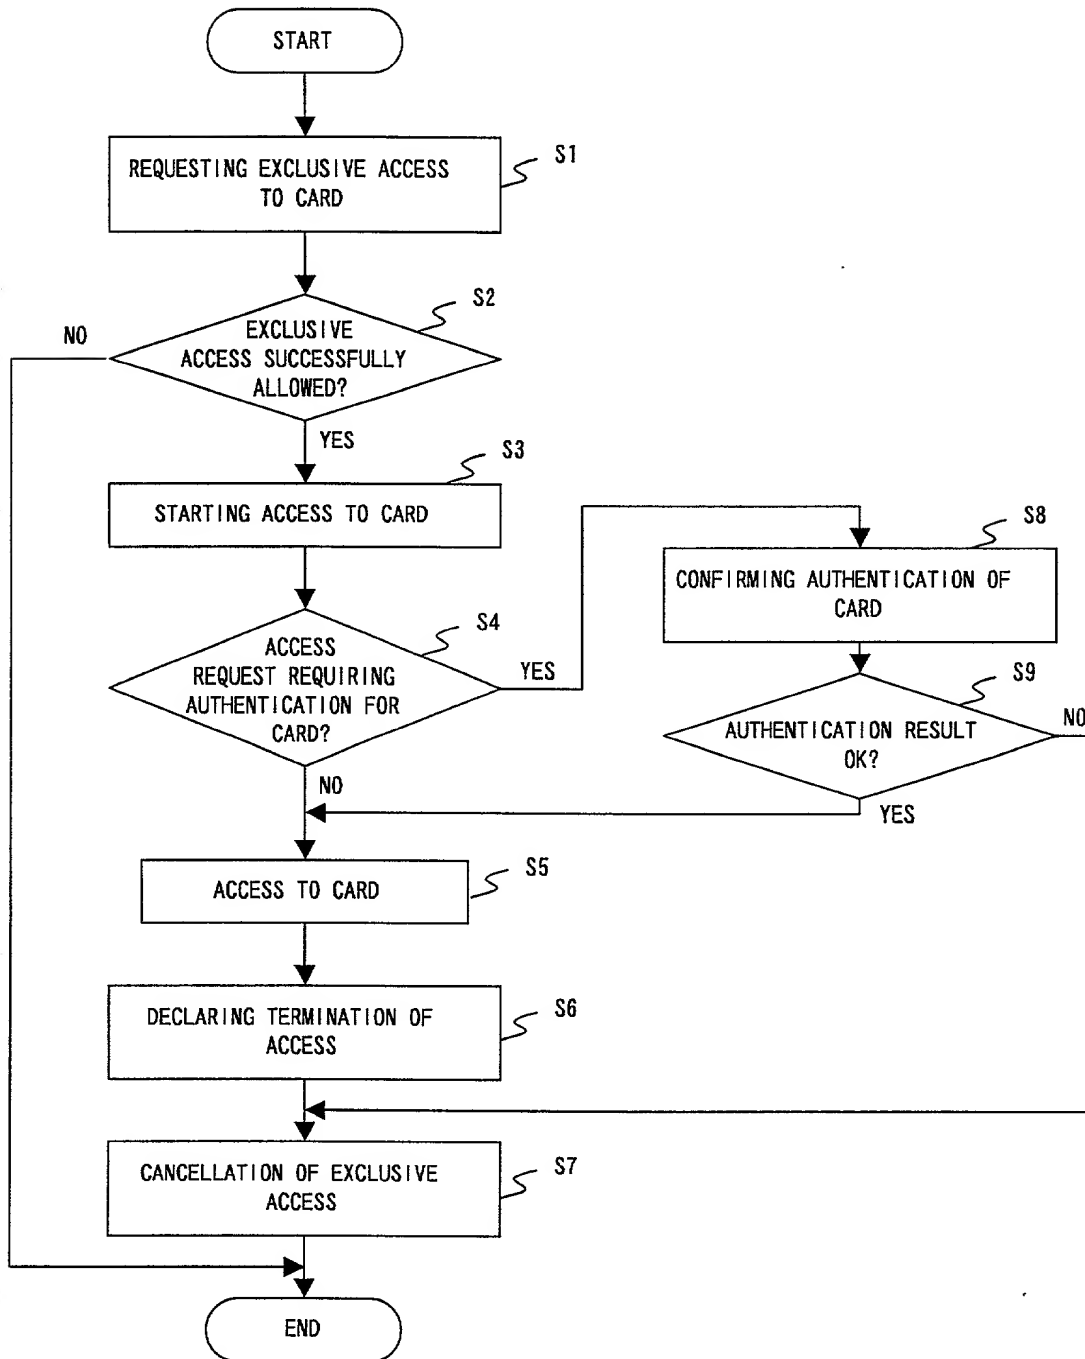 START
REQUESTING EXCLUSIVE ACCESS
TO CARD
S1
S2
NO
EXCLUSIVE
ACCESS SUCCESSFULLY
ALLOWED?
YES
S3
STARTING ACCESS TO CARD
S8
CONFIRMING AUTHENTICATION OF
CARD
S4
ACCESS
REQUEST REQUIRING
AUTHENTICATION FOR
CARD?
YES
S9
NO
AUTHENTICATION RESULT
OK?
NO
YES
S5
ACCESS TO CARD
S6
DECLARING TERMINATION OF
ACCESS
S7
CANCELLATION OF EXCLUSIVE
ACCESS
END